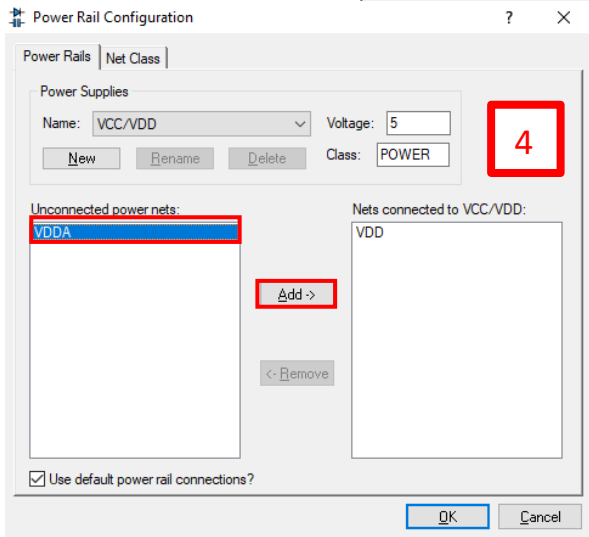 Power Rail Configuration ?
Power Rails Net Class
Power Supplies
Name: VCC/VDD Voltage: 5
New Rename Delete Class: POWER
4
Unconnected power nets: Nets connected to VCC/VDD:
VDDA VDD
Add ->
<- Remove
Use default power rail connections?
OK Cancel